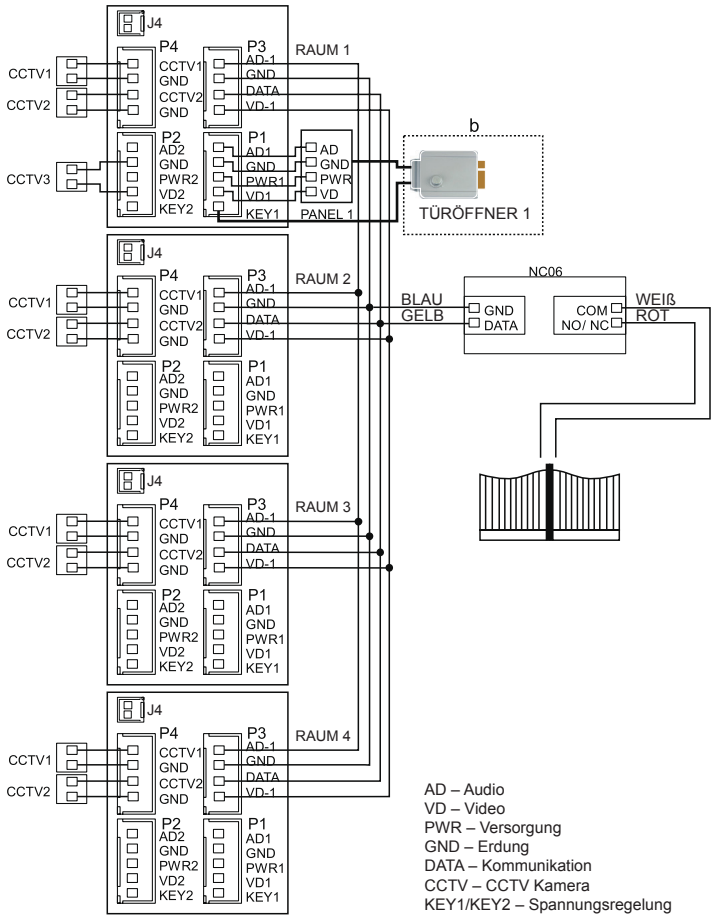 J4
P4
P3
RAUM 1
CCTV1
CCTV1
AD-1
GND
GND
CCTV2
CCTV2
DATA
GND
VD-1
P2
P1
AD2
AD1
AD
GND
GND
GND
CCTV3
PWR2
PWR1
PWR
VD2
VD1
VD
KEY2
KEY1
PANEL 1
b
TÜRÖFFNER 1
J4
P4
P3
RAUM 2
CCTV1
CCTV1
AD-1
GND
GND
CCTV2
CCTV2
DATA
GND
VD-1
P2
P1
AD2
AD1
GND
GND
PWR2
PWR1
VD2
VD1
KEY2
KEY1
NC06
BLAU
GELB
GND
DATA
COM
NO/ NC
WEIß
ROT
J4
P4
P3
RAUM 3
CCTV1
CCTV1
AD-1
GND
GND
CCTV2
CCTV2
DATA
GND
VD-1
P2
P1
AD2
AD1
GND
GND
PWR2
PWR1
VD2
VD1
KEY2
KEY1
J4
P4
P3
RAUM 4
CCTV1
CCTV1
AD-1
GND
GND
CCTV2
CCTV2
DATA
GND
VD-1
P2
P1
AD2
AD1
GND
GND
PWR2
PWR1
VD2
VD1
KEY2
KEY1
AD – Audio
VD – Video
PWR – Versorgung
GND – Erdung
DATA – Kommunikation
CCTV – CCTV Kamera
KEY1/KEY2 – Spannungsregelung